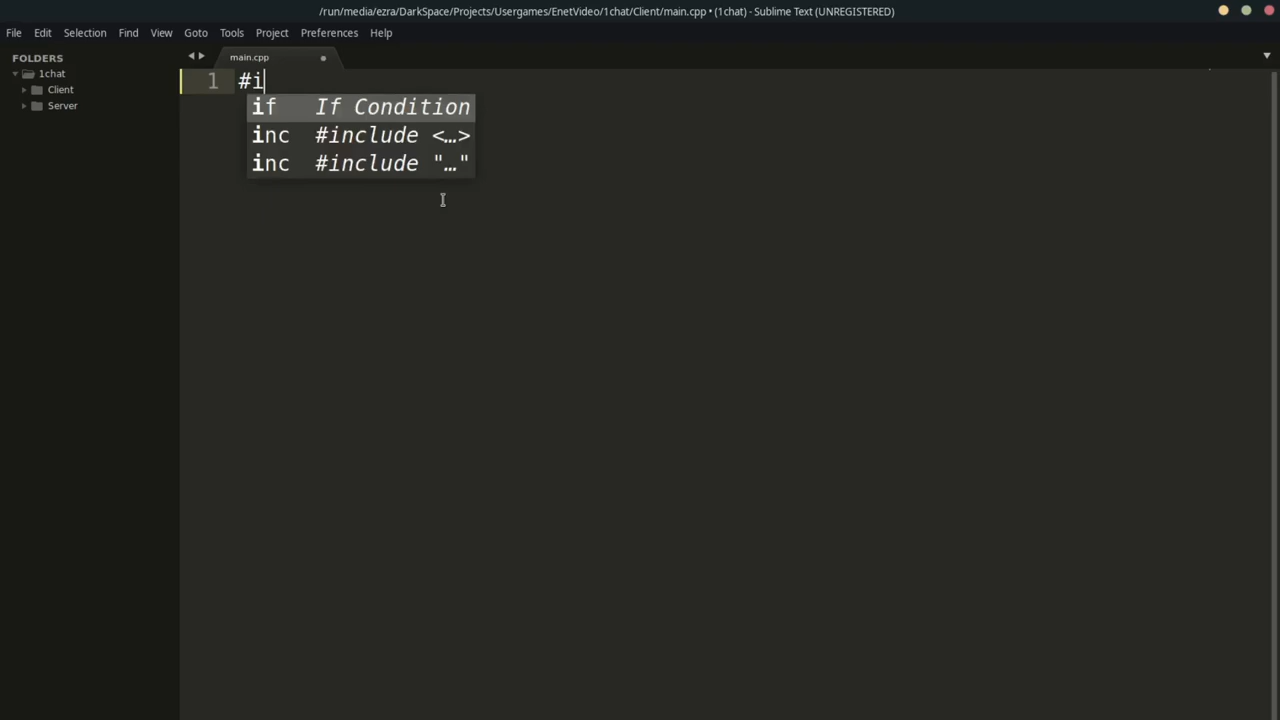 /run/media/ezra/DarkSpace/Projects/Usergames/EnetVideo/1chat/Client/main.cpp • (1chat) - Sublime Text (UNREGISTERED)
File Edit Selection Find View Goto Tools Project Preferences Help
FOLDERS
1chat
Client
Server
main.cpp
1 #i
if If Condition
inc #include <…>
inc #include "…"